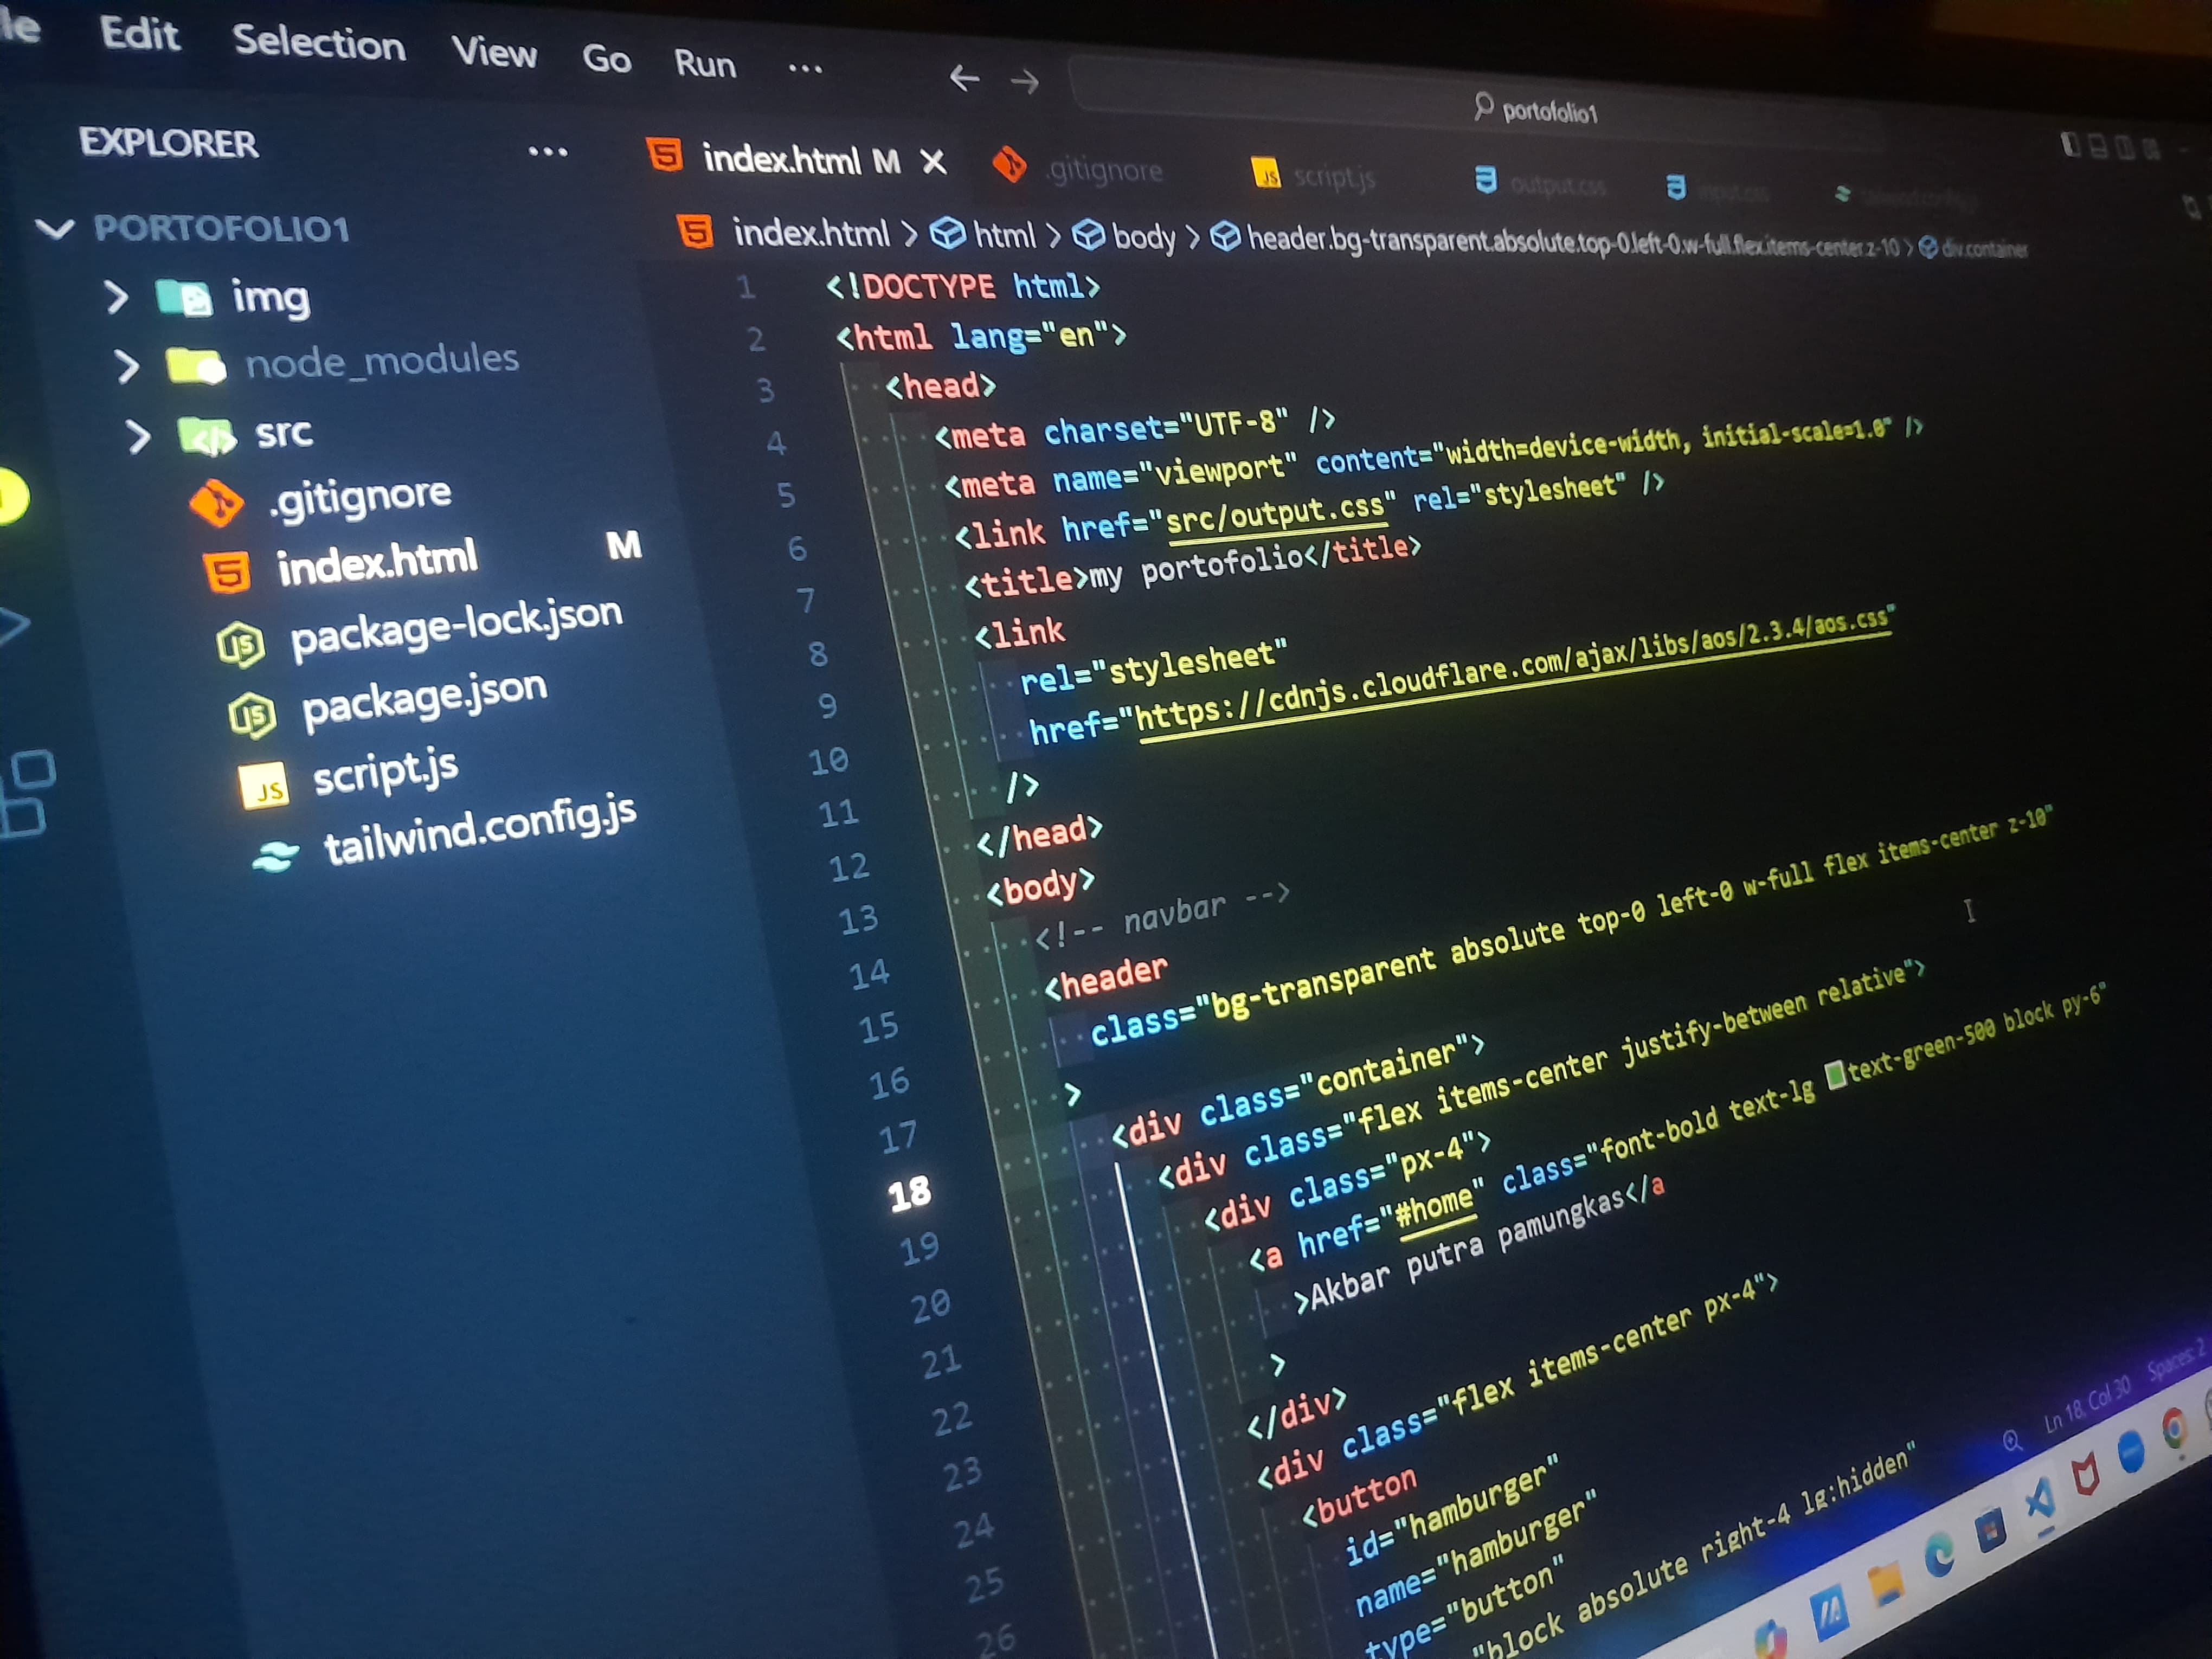 Edit Selection View Go Run ...
portofolio1
EXPLORER ...
index.html M
.gitignore
script.js
output.css
input.css
PORTOFOLIO1
index.html > html > body > header.bg-transparent.absolute.top-0.left-0.w-full.flex.items-center.z-10 > div.container
img
node_modules
src
.gitignore
index.html M
package-lock.json
package.json
script.js
tailwind.config.js
1 <!DOCTYPE html>
2 <html lang="en">
3 <head>
4 <meta charset="UTF-8" />
5 <meta name="viewport" content="width=device-width, initial-scale=1.0" />
6 <link href="src/output.css" rel="stylesheet" />
7 <title>my portofolio</title>
8 <link
9 rel="stylesheet"
10 href="https://cdnjs.cloudflare.com/ajax/libs/aos/2.3.4/aos.css"
11 />
12 </head>
13 <body>
14 <!-- navbar -->
15 <header
16 class="bg-transparent absolute top-0 left-0 w-full flex items-center z-10"
17 >
18 <div class="container">
19 <div class="flex items-center justify-between relative">
20 <div class="px-4">
21 <a href="#home" class="font-bold text-lg text-green-500 block py-6"
22 >Akbar putra pamungkas</a
23 >
24 </div>
25 <div class="flex items-center px-4">
26 <button
id="hamburger"
name="hamburger"
type="button"
"block absolute right-4 lg:hidden"
Ln 18, Col 30 Spaces: 2